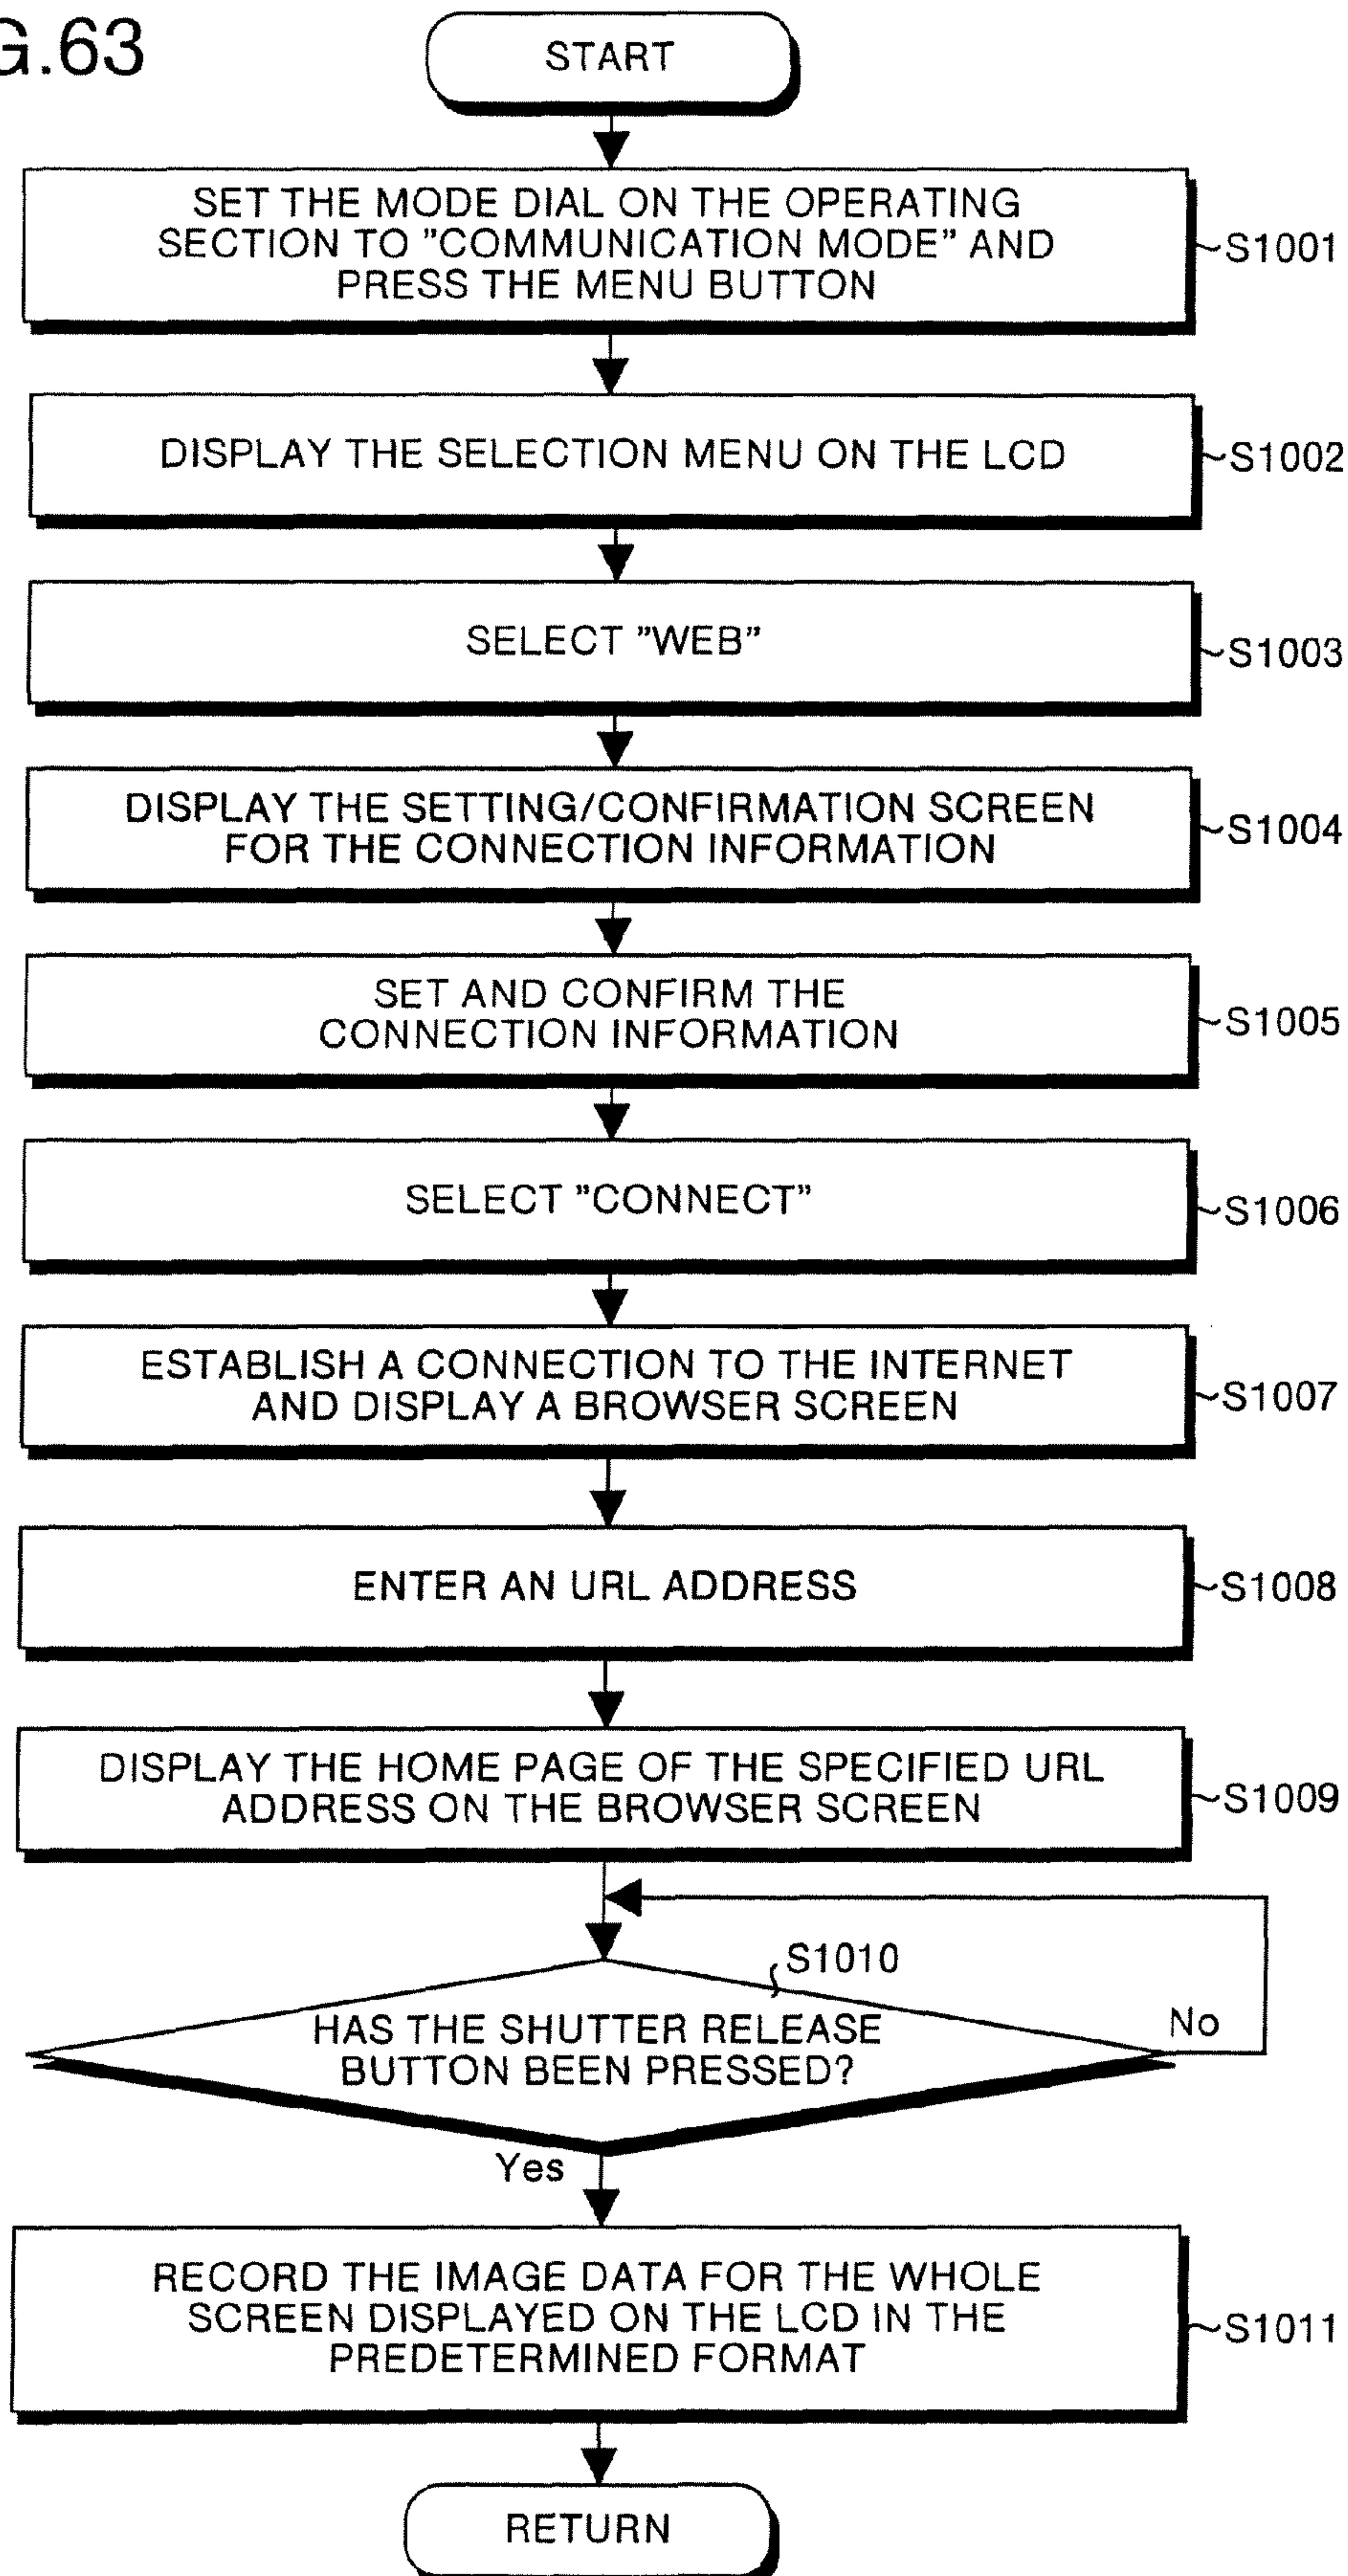 G.63
START
SET THE MODE DIAL ON THE OPERATING
SECTION TO "COMMUNICATION MODE" AND
PRESS THE MENU BUTTON
S1001
DISPLAY THE SELECTION MENU ON THE LCD
S1002
SELECT "WEB"
S1003
DISPLAY THE SETTING/CONFIRMATION SCREEN
FOR THE CONNECTION INFORMATION
S1004
SET AND CONFIRM THE
CONNECTION INFORMATION
S1005
SELECT "CONNECT"
S1006
ESTABLISH A CONNECTION TO THE INTERNET
AND DISPLAY A BROWSER SCREEN
S1007
ENTER AN URL ADDRESS
S1008
DISPLAY THE HOME PAGE OF THE SPECIFIED URL
ADDRESS ON THE BROWSER SCREEN
S1009
S1010
HAS THE SHUTTER RELEASE
BUTTON BEEN PRESSED?
No
Yes
RECORD THE IMAGE DATA FOR THE WHOLE
SCREEN DISPLAYED ON THE LCD IN THE
PREDETERMINED FORMAT
S1011
RETURN